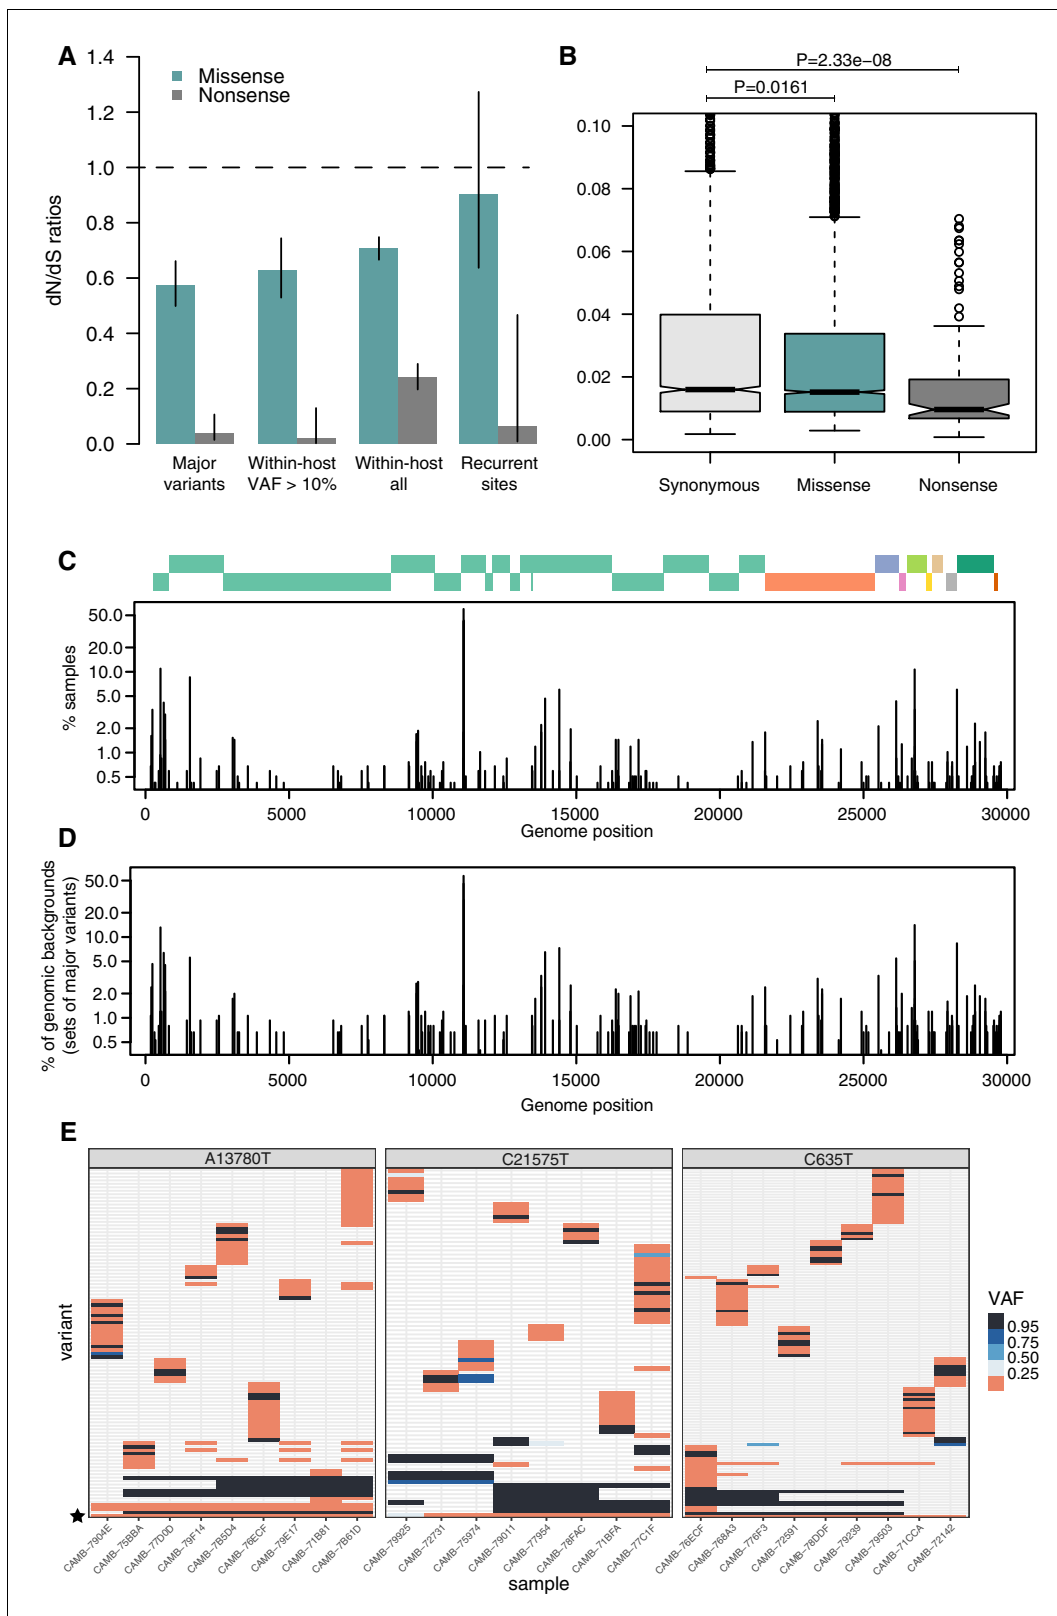 A
1.4
1.2
1.0
0.8
0.6
0.4
0.2
0.0
dN/dS ratios
Missense
Nonsense
Major variants
Within-host VAF > 10%
Within-host all
Recurrent sites
B
P=2.33e-08
P=0.0161
0.10
0.08
0.06
0.04
0.02
0.00
Synonymous
Missense
Nonsense
C
% samples
50.0
20.0
10.0
5.0
2.0
1.0
0.5
0 5000 10000 15000 20000 25000 30000
Genome position
D
% of genomic backgrounds
(sets of major variants)
50.0
20.0
10.0
5.0
2.0
1.0
0.5
0 5000 10000 15000 20000 25000 30000
Genome position
E
A13780T
C21575T
C635T
variant
VAF
0.95
0.75
0.50
0.25
CAMB-7904E
CAMB-75BBA
CAMB-77D0D
CAMB-79F14
CAMB-7B5D4
CAMB-76ECF
CAMB-79E17
CAMB-71B81
CAMB-7B61D
CAMB-79925
CAMB-72731
CAMB-75974
CAMB-79011
CAMB-77954
CAMB-78FAC
CAMB-71BFA
CAMB-77C1F
CAMB-76ECF
CAMB-768A3
CAMB-776F3
CAMB-72591
CAMB-78DDF
CAMB-79239
CAMB-795D3
CAMB-71CCA
CAMB-72142
sample